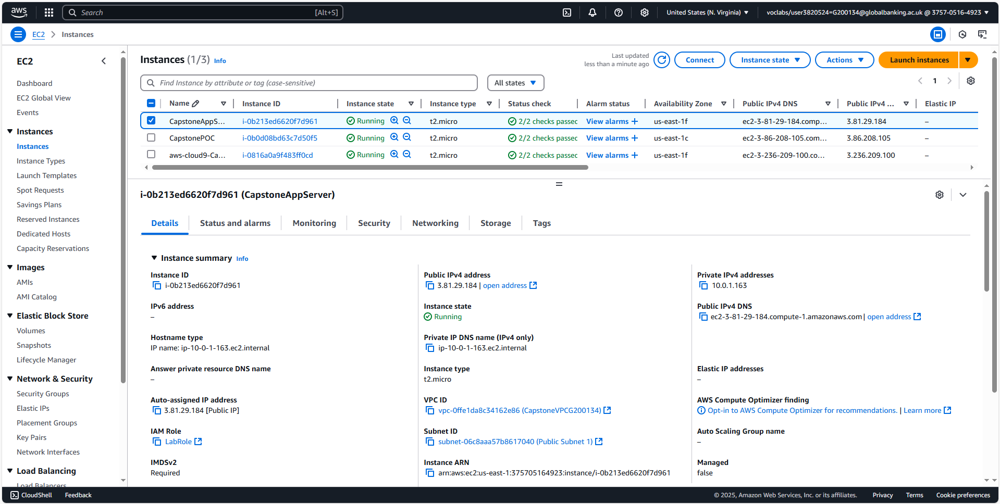 aws
Search [Alt+S]
United States (N. Virginia)
voclabs/user3820524=G200134@globalbanking.ac.uk @ 3757-0516-4923
EC2
Instances
EC2
Dashboard
EC2 Global View
Events
Instances
Instances
Instance Types
Launch Templates
Spot Requests
Savings Plans
Reserved Instances
Dedicated Hosts
Capacity Reservations
Images
AMIs
AMI Catalog
Elastic Block Store
Volumes
Snapshots
Lifecycle Manager
Network & Security
Security Groups
Elastic IPs
Placement Groups
Key Pairs
Network Interfaces
Load Balancing
Load Balancers
Instances (1/3) Info
Last updated
less than a minute ago
Connect
Instance state
Actions
Launch instances
Find Instance by attribute or tag (case-sensitive)
All states
1
Name Instance ID Instance state Instance type Status check Alarm status Availability Zone Public IPv4 DNS Public IPv4 ... Elastic IP
CapstoneAppS... i-0b213ed6620f7d961 Running t2.micro 2/2 checks passec View alarms + us-east-1f ec2-3-81-29-184.comp... 3.81.29.184 –
CapstonePOC i-0b0d08bd63c7d50f5 Running t2.micro 2/2 checks passec View alarms + us-east-1c ec2-3-86-208-105.com... 3.86.208.105 –
aws-cloud9-Ca... i-0816a0a9f483ff0cd Running t2.micro 2/2 checks passec View alarms + us-east-1f ec2-3-236-209-100.co... 3.236.209.100 –
i-0b213ed6620f7d961 (CapstoneAppServer)
Details Status and alarms Monitoring Security Networking Storage Tags
Instance summary Info
Instance ID
i-0b213ed6620f7d961
Public IPv4 address
3.81.29.184 | open address
Private IPv4 addresses
10.0.1.163
IPv6 address
–
Instance state
Running
Public IPv4 DNS
ec2-3-81-29-184.compute-1.amazonaws.com | open address
Hostname type
IP name: ip-10-0-1-163.ec2.internal
Private IP DNS name (IPv4 only)
ip-10-0-1-163.ec2.internal
Answer private resource DNS name
–
Instance type
t2.micro
Elastic IP addresses
–
Auto-assigned IP address
3.81.29.184 [Public IP]
VPC ID
vpc-0ffe1da8c34162e86 (CapstoneVPCG200134)
AWS Compute Optimizer finding
Opt-in to AWS Compute Optimizer for recommendations. | Learn more
IAM Role
LabRole
Subnet ID
subnet-06c8aaa57b8617040 (Public Subnet 1)
Auto Scaling Group name
–
IMDSv2
Required
Instance ARN
arn:aws:ec2:us-east-1:375705164923:instance/i-0b213ed6620f7d961
Managed
false
CloudShell Feedback © 2025, Amazon Web Services, Inc. or its affiliates. Privacy Terms Cookie preferences